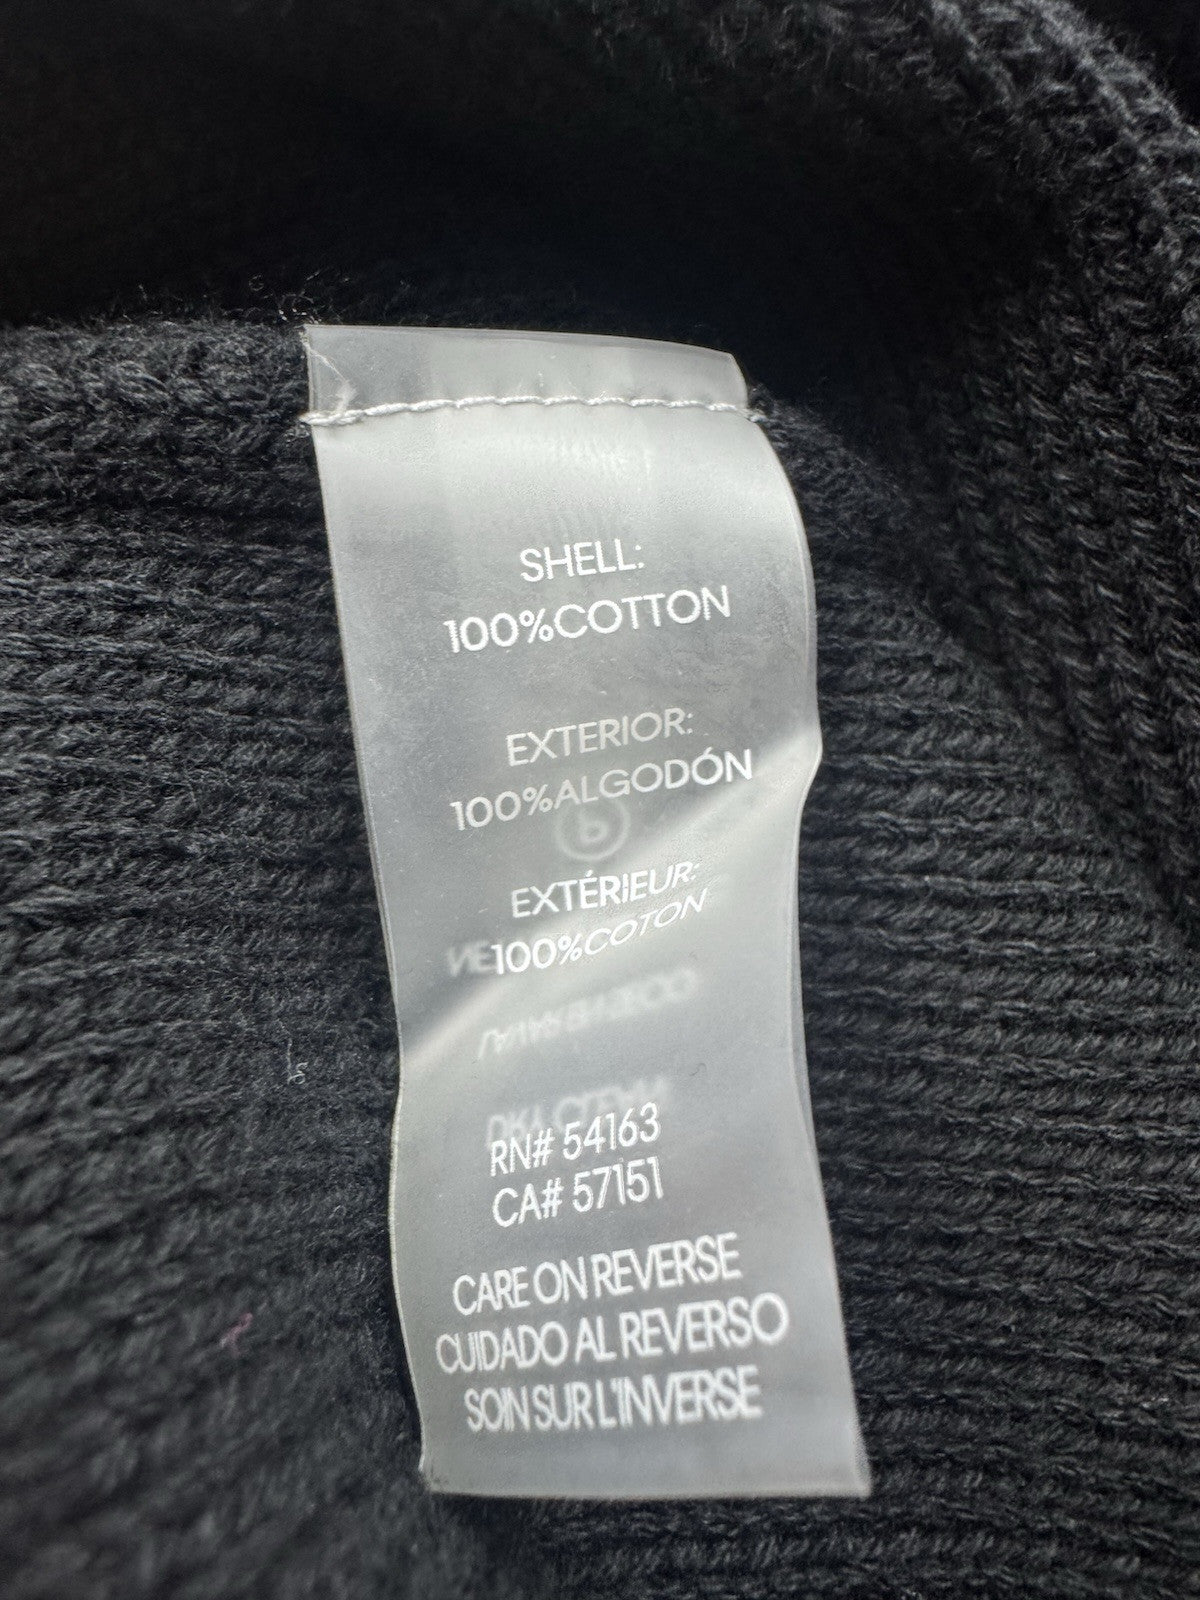 SHELL:
100%COTTON
EXTERIOR:
100%ALGODÓN
EXTÉRIEUR:
100%COTON
RN# 54163
CA# 57151
CARE ON REVERSE
CUIDADO AL REVERSO
SOIN SUR L'INVERSE